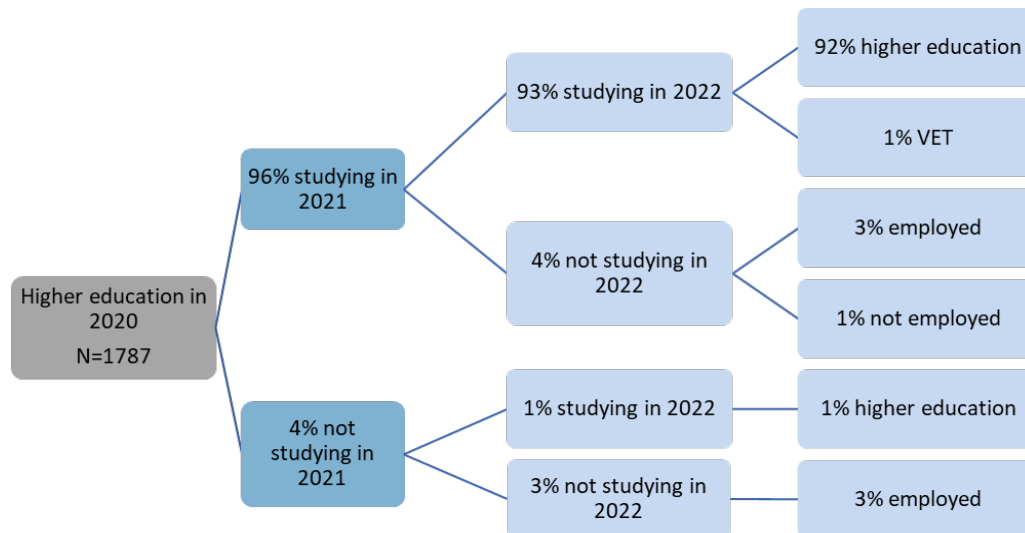 92% higher education
93% studying in 2022
1% VET
96% studying in
2021
3% employed
4% not studying in
2022
1% not employed
Higher education in
2020
N=1787
1% studying in 2022
1% higher education
4% not
studying in
2021
3% not studying in
2022
3% employed